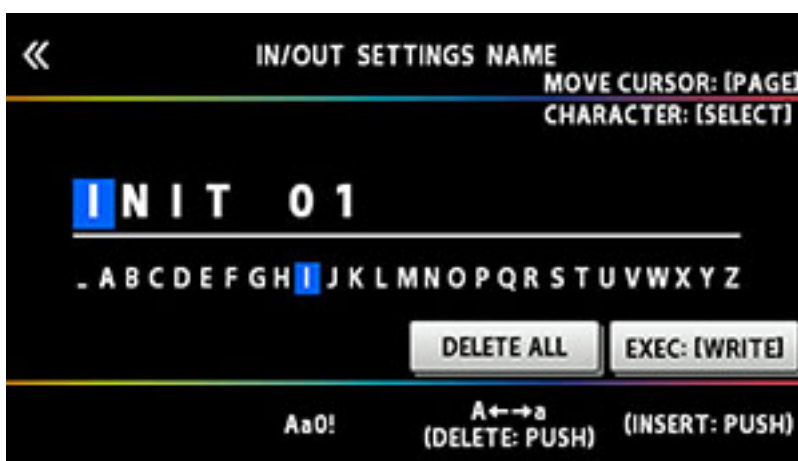 « IN/OUT SETTINGS NAME
MOVE CURSOR: [PAGE]
CHARACTER: [SELECT]
INIT 01
_ABCDEFGHIJKLMNOPQRSTUVWXYZ
DELETE ALL EXEC: [WRITE]
Aa0! A←→a (INSERT: PUSH)
(DELETE: PUSH)